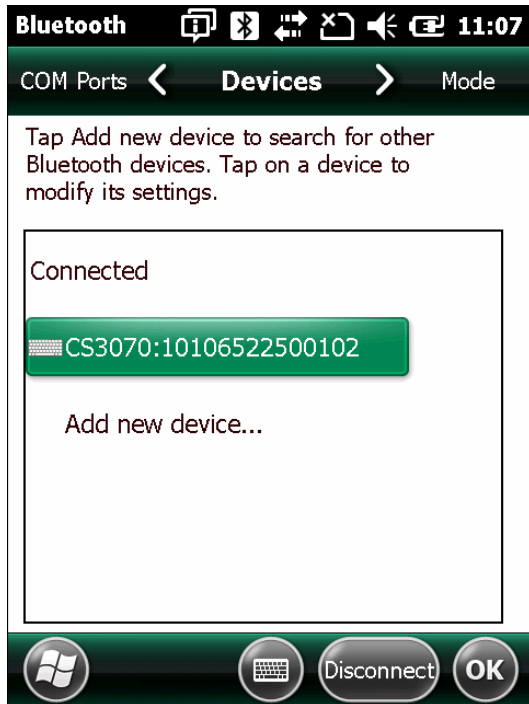 Bluetooth 11:07
COM Ports Devices Mode
Tap Add new device to search for other
Bluetooth devices. Tap on a device to
modify its settings.
Connected
CS3070:10106522500102
Add new device...
Disconnect OK